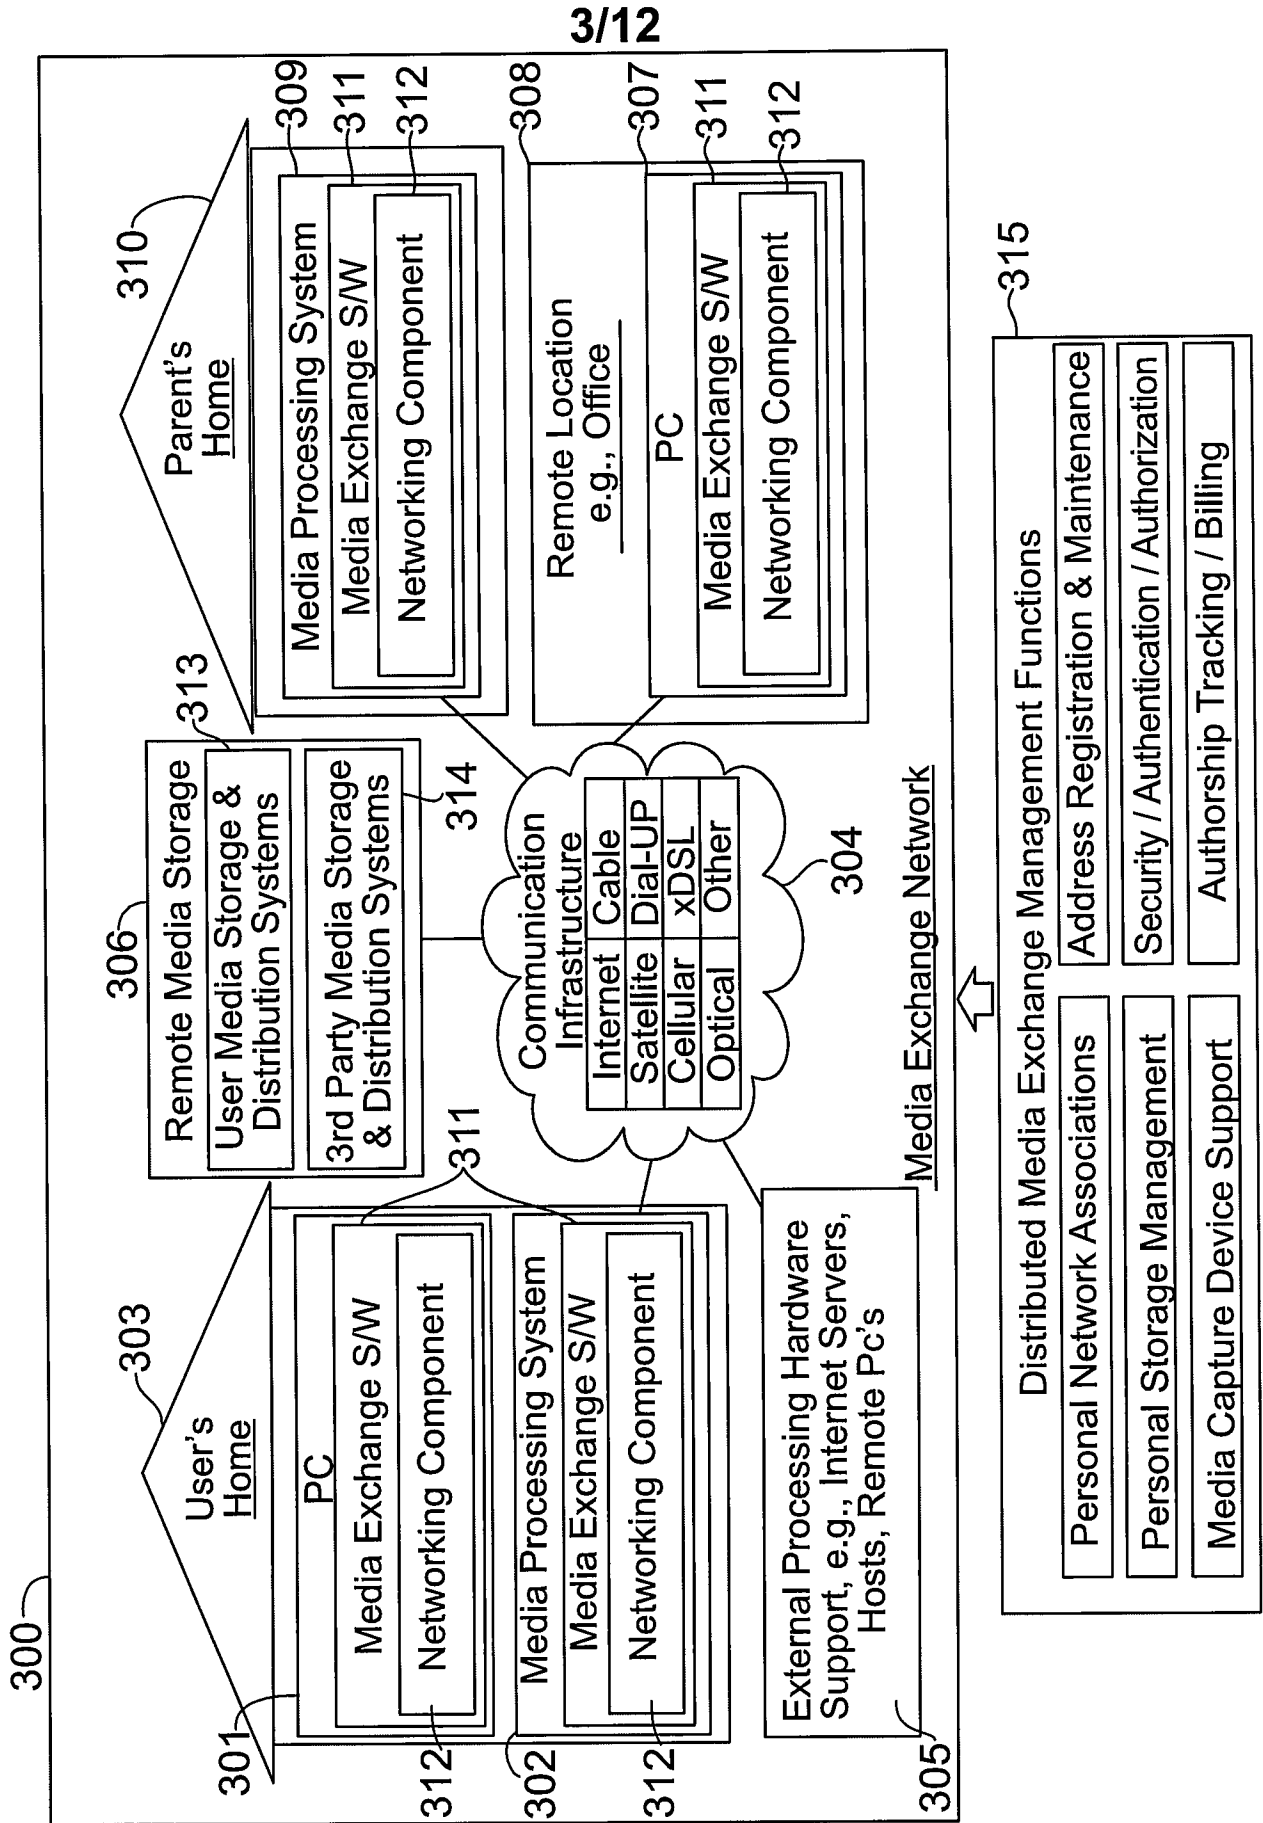 3/12
300
303
User's
Home
301
PC
Media Exchange S/W
Networking Component
312
311
302
Media Processing System
Media Exchange S/W
Networking Component
312
External Processing Hardware
Support, e.g., Internet Servers,
Hosts, Remote Pc's
305
306
Remote Media Storage
User Media Storage &
Distribution Systems
313
3rd Party Media Storage
& Distribution Systems
314
Communication
Infrastructure
Internet Cable
Satellite Dial-UP
Cellular xDSL
Optical Other
304
Media Exchange Network
310
Parent's
Home
309
Media Processing System
311
Media Exchange S/W
312
Networking Component
308
Remote Location
e.g., Office
307
PC
311
Media Exchange S/W
312
Networking Component
315
Distributed Media Exchange Management Functions
Personal Network Associations
Address Registration & Maintenance
Personal Storage Management
Security / Authentication / Authorization
Media Capture Device Support
Authorship Tracking / Billing